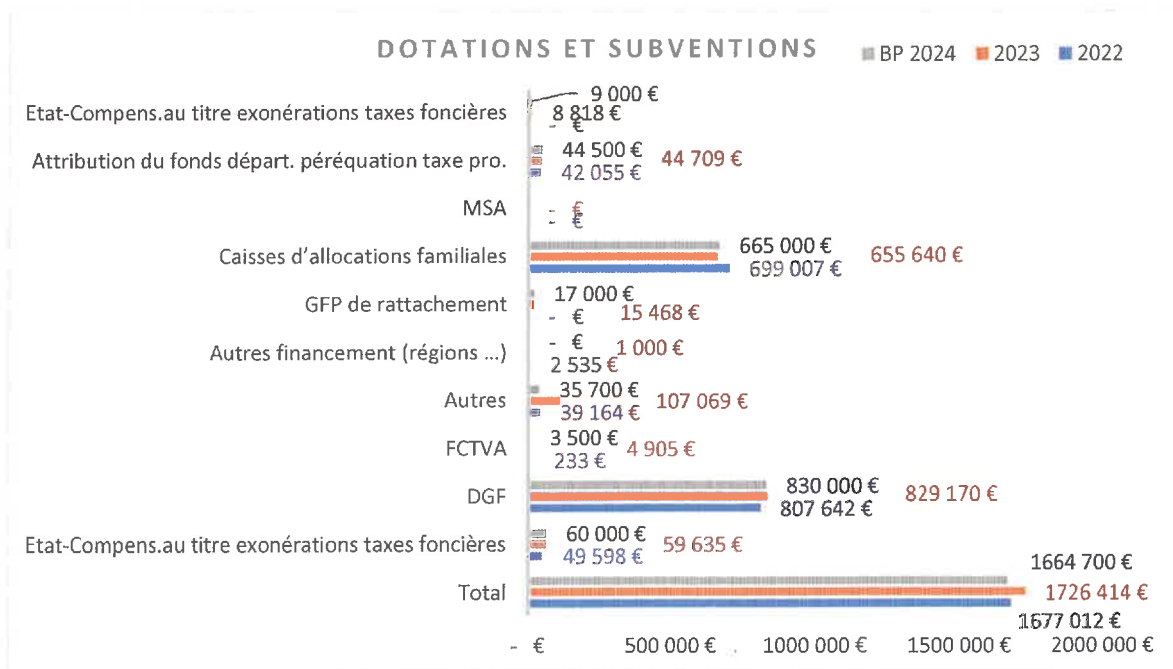 DOTATIONS ET SUBVENTIONS
BP 2024 2023 2022
Etat-Compens.au titre exonérations taxes foncières
9 000 €
8 818 €
- €
Attribution du fonds départ. péréquation taxe pro.
44 500 €
44 709 €
42 055 €
MSA
- €
- €
Caisses d'allocations familiales
665 000 €
655 640 €
699 007 €
GFP de rattachement
17 000 €
15 468 €
- €
Autres financement (régions ...)
- €
1 000 €
2 535 €
Autres
35 700 €
107 069 €
39 164 €
FCTVA
3 500 €
4 905 €
233 €
DGF
830 000 €
829 170 €
807 642 €
Etat-Compens.au titre exonérations taxes foncières
60 000 €
59 635 €
49 598 €
Total
1664 700 €
1726 414 €
1677 012 €
- € 500 000 € 1000 000 € 1500 000 € 2000 000 €